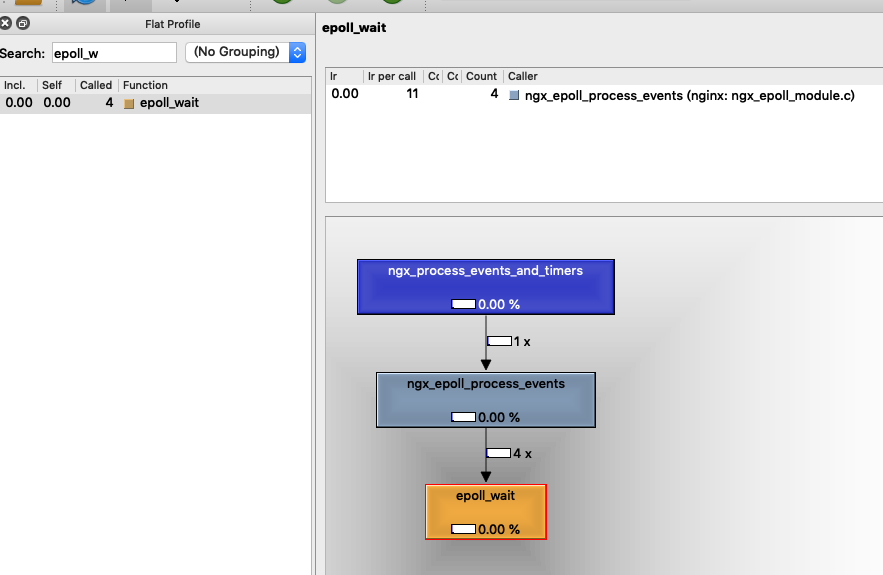 Flat Profile
Search: epoll_w (No Grouping)
Incl. Self Called Function
0.00 0.00 4 epoll_wait
epoll_wait
Ir Ir per call Count Caller
0.00 11 4 ngx_epoll_process_events (nginx: ngx_epoll_module.c)
ngx_process_events_and_timers
0.00 %
1 x
ngx_epoll_process_events
0.00 %
4 x
epoll_wait
0.00 %